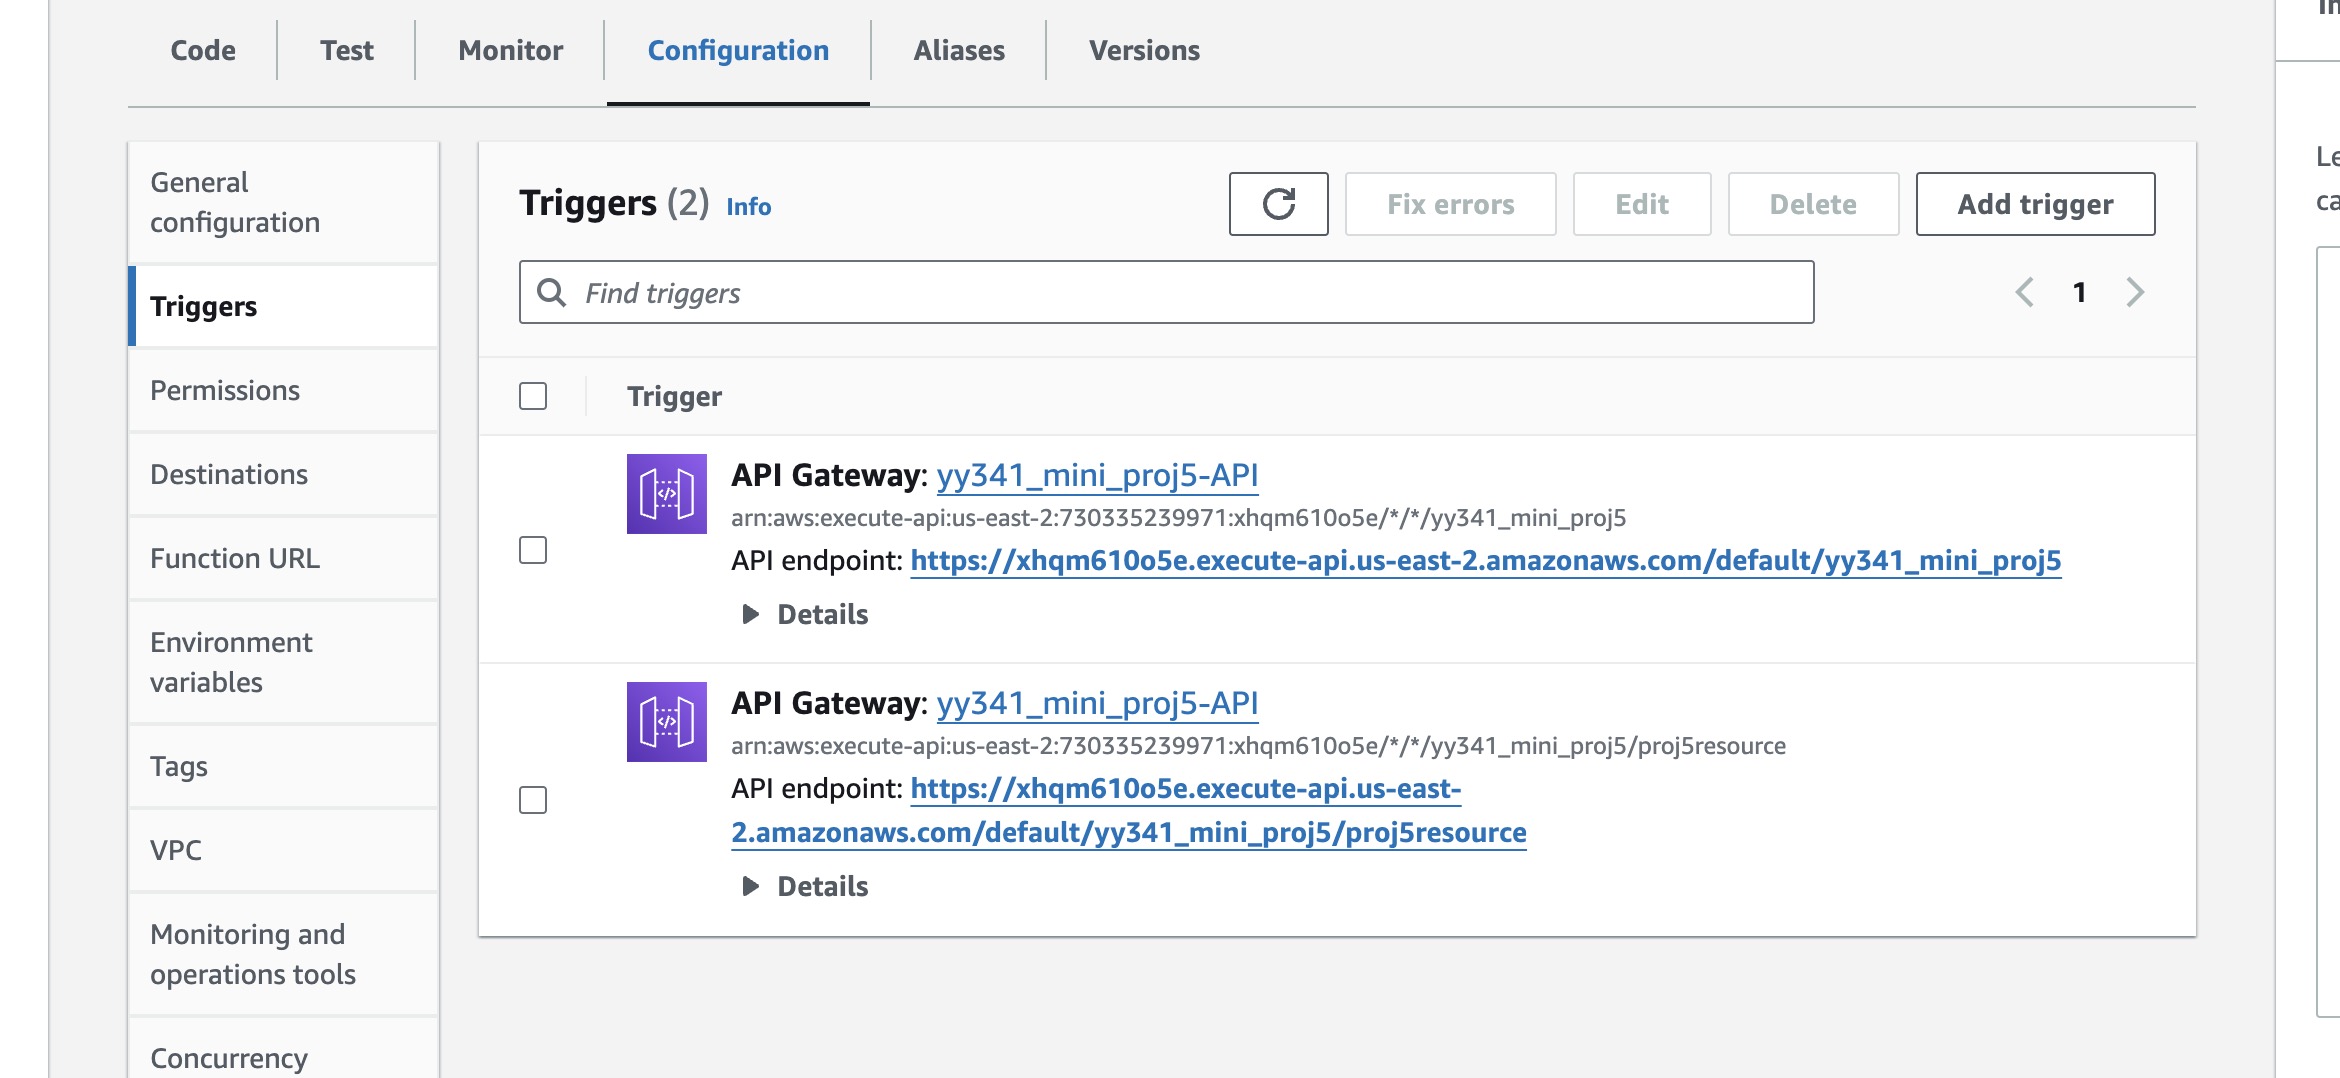 Code
Test
Monitor
Configuration
Aliases
Versions
General
configuration
Triggers
Permissions
Destinations
Function URL
Environment
variables
Tags
VPC
Monitoring and
operations tools
Concurrency
Triggers (2) Info
Fix errors
Edit
Delete
Add trigger
Find triggers
1
Trigger
API Gateway: yy341_mini_proj5-API
arn:aws:execute-api:us-east-2:730335239971:xhqm610o5e/*/*/yy341_mini_proj5
API endpoint: https://xhqm610o5e.execute-api.us-east-2.amazonaws.com/default/yy341_mini_proj5
Details
API Gateway: yy341_mini_proj5-API
arn:aws:execute-api:us-east-2:730335239971:xhqm610o5e/*/*/yy341_mini_proj5/proj5resource
API endpoint: https://xhqm610o5e.execute-api.us-east-
2.amazonaws.com/default/yy341_mini_proj5/proj5resource
Details